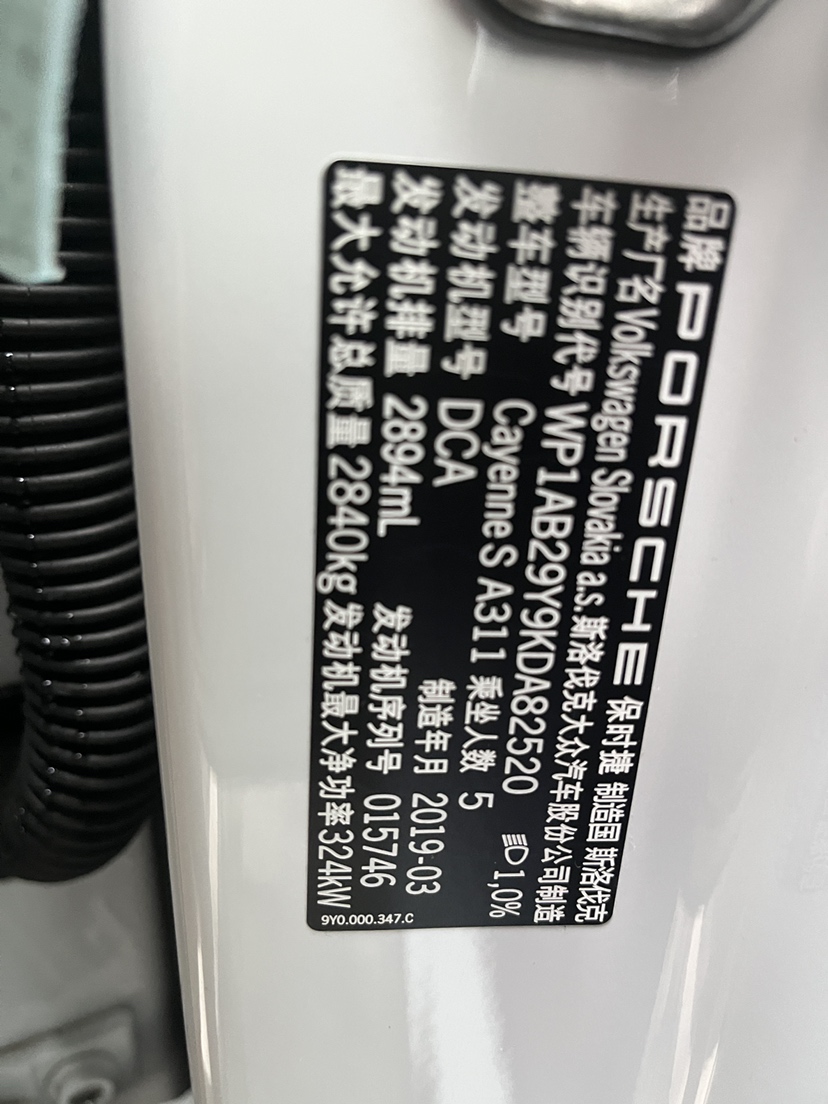 品牌 PORSCHE 保时捷 制造国 斯洛伐克
生产厂名 Volkswagen Slovakia a.s. 斯洛伐克大众汽车股份公司制造
车辆识别代号 WP1AB29Y9KDA82520 1,0%
整车型号 Cayenne S A311 乘坐人数 5
发动机型号 DCA 制造年月 2019-03
发动机排量 2894mL 发动机序列号 015746
最大允许总质量 2840kg 发动机最大净功率 324kW
9Y0.000.347.C